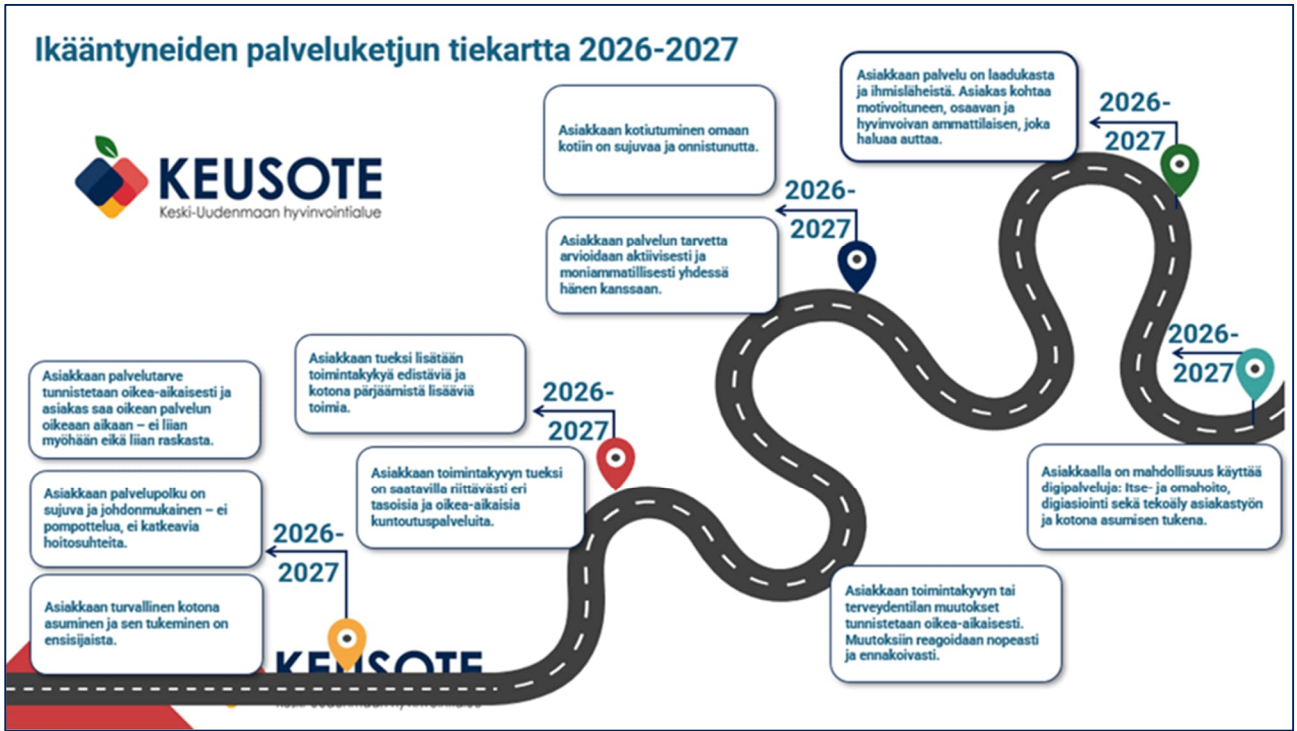 Ikääntyneiden palveluketjun tiekartta 2026-2027
KEUSOTE
Keski-Uudenmaan hyvinvointialue
Asiakkaan palvelutarve
tunnistetaan oikea-aikaisesti ja
asiakas saa oikean palvelun
oikeaan aikaan – ei liian
myöhään eikä liian raskasta.
Asiakkaan palvelupolku on
sujuva ja johdonmukainen – ei
pompottelua, ei katkeavia
hoitosuhteita.
Asiakkaan turvallinen kotona
asuminen ja sen tukeminen on
ensisijaista.
2026-
2027
KEUSOTE
Asiakkaan tueksi lisätään
toimintakykyä edistäviä ja
kotona pärjäämistä lisääviä
toimia.
Asiakkaan toimintakyvyn tueksi
on saatavilla riittävästi eri
tasoisia ja oikea-aikaisia
kuntoutuspalveluita.
2026-
2027
Asiakkaan kotiutuminen omaan
kotiin on sujuvaa ja onnistunutta.
Asiakkaan palvelun tarvetta
arvioidaan aktiivisesti ja
moniammatillisesti yhdessä
hänen kanssaan.
2026-
2027
Asiakkaan toimintakyvyn tai
terveydentilan muutokset
tunnistetaan oikea-aikaisesti.
Muutoksiin reagoidaan nopeasti
ja ennakoivasti.
Asiakkaan palvelu on laadukasta
ja ihmisläheistä. Asiakas kohtaa
motivoituneen, osaavan ja
hyvinvoivan ammattilaisen, joka
haluaa auttaa.
2026-
2027
2026-
2027
Asiakkaalla on mahdollisuus käyttää
digipalveluja: Itse- ja omahoito,
digiasiointi sekä tekoäly asiakastyön
ja kotona asumisen tukena.